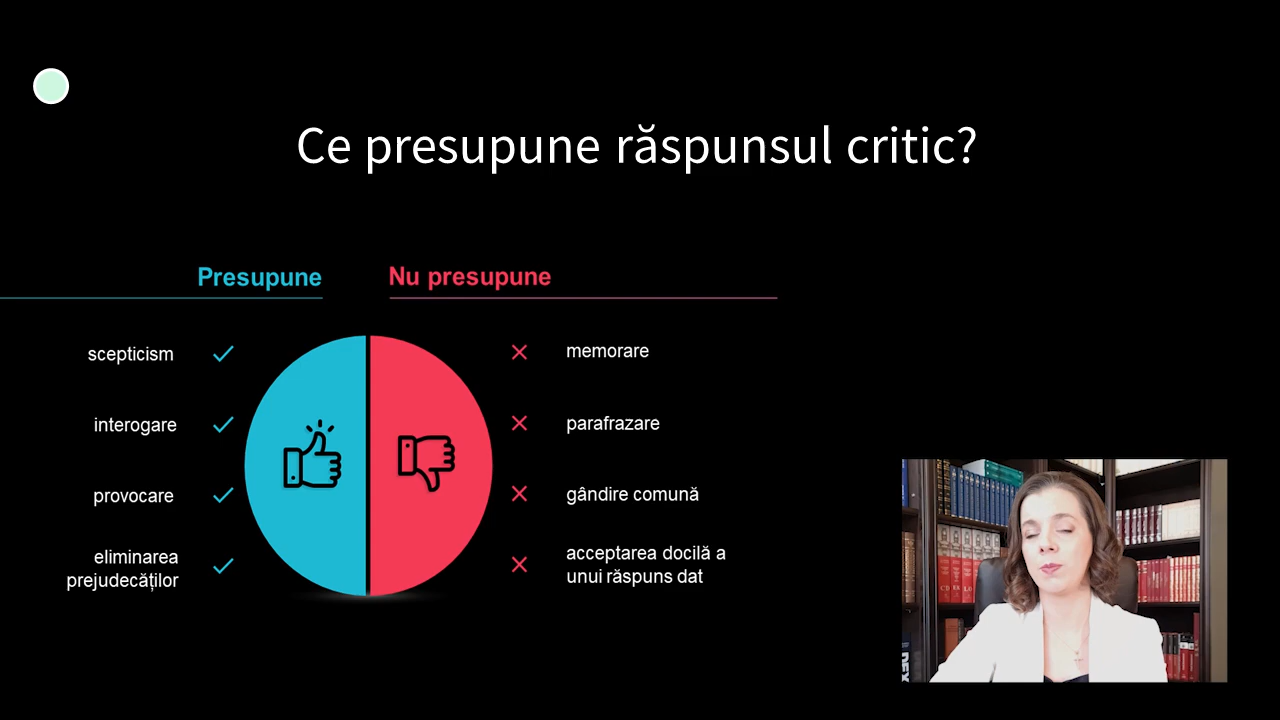 Ce presupune răspunsul critic?
Presupune
Nu presupune
scepticism
memorare
interogare
parafrazare
provocare
gândire comună
eliminarea
prejudecăților
acceptarea docilă a
unui răspuns dat
DEX